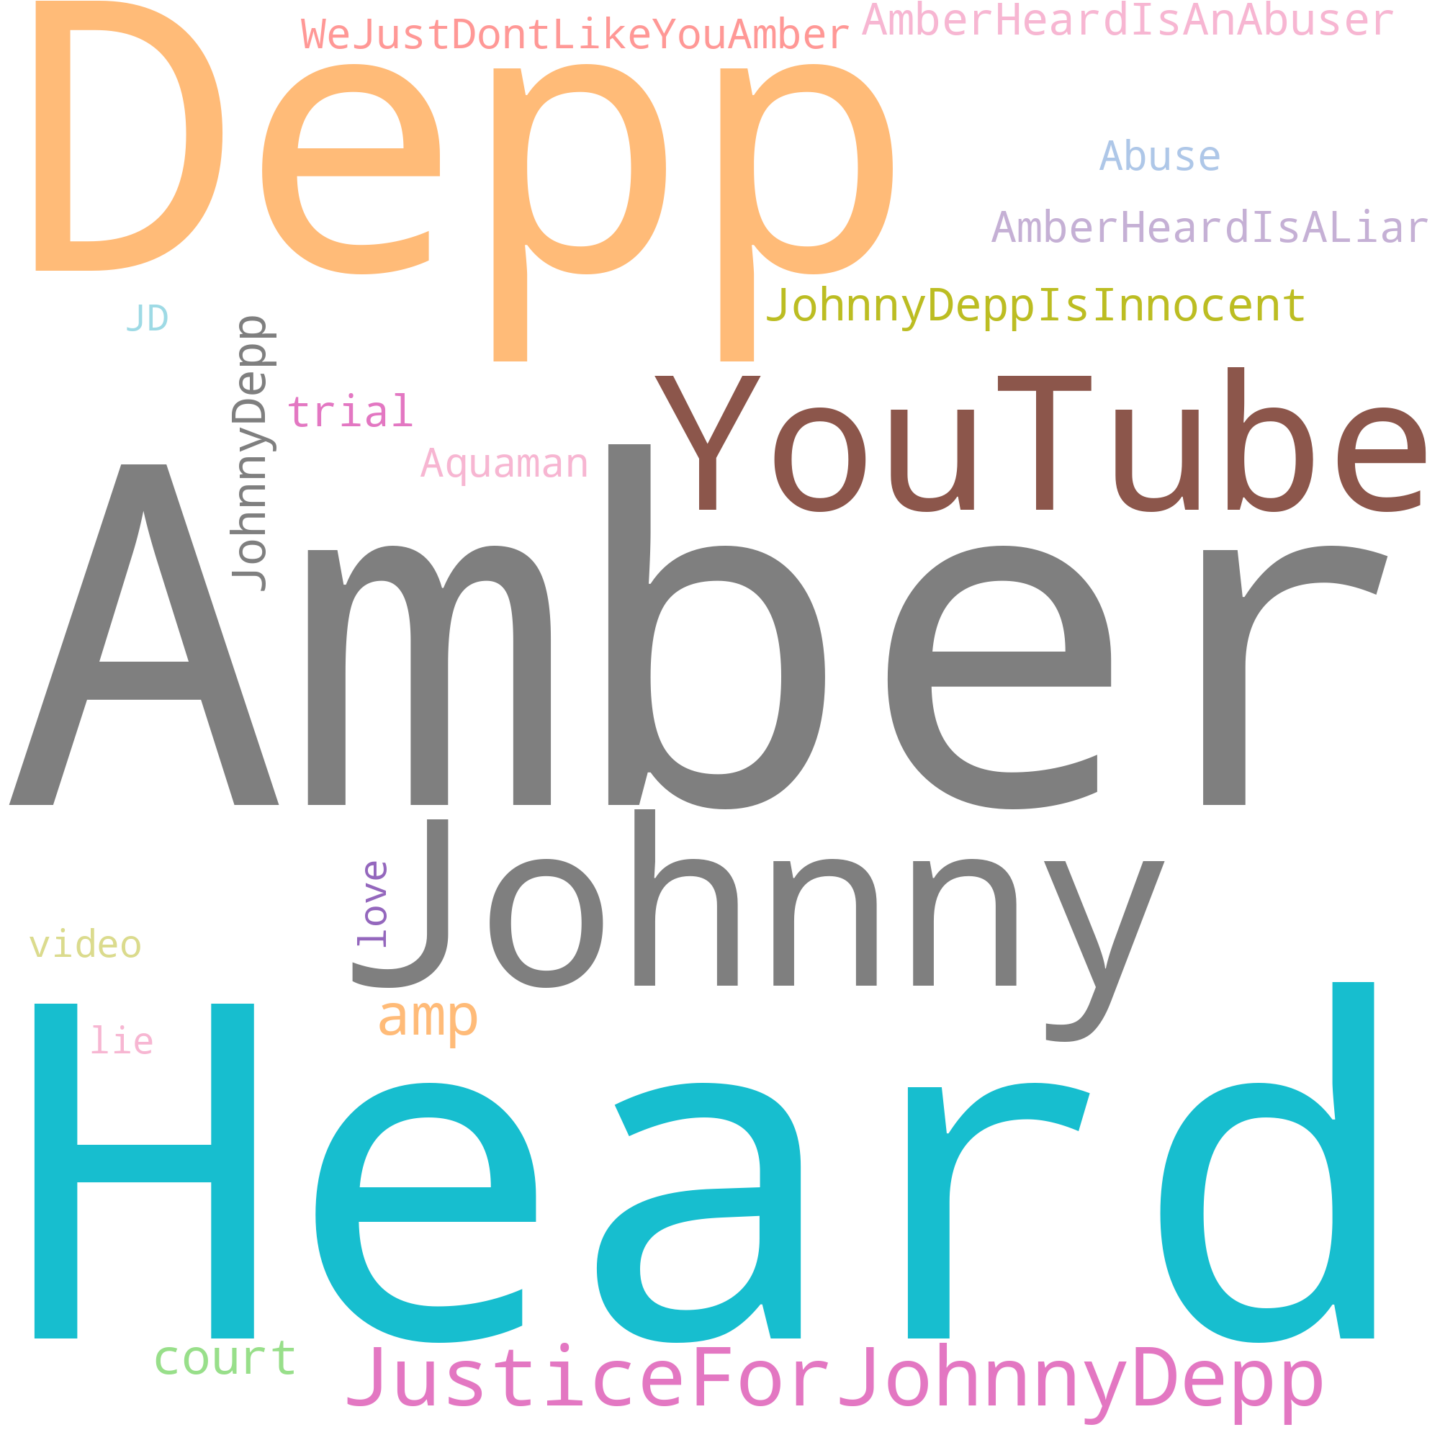 WeJustDontLikeYouAmber
AmberHeardIsAnAbuser
Depp
Abuse
AmberHeardIsALiar
JohnnyDeppIsInnocent
JD
JohnnyDepp
trial
YouTube
Aquaman
Amber
Johnny
love
video
amp
lie
Heard
court
JusticeForJohnnyDepp